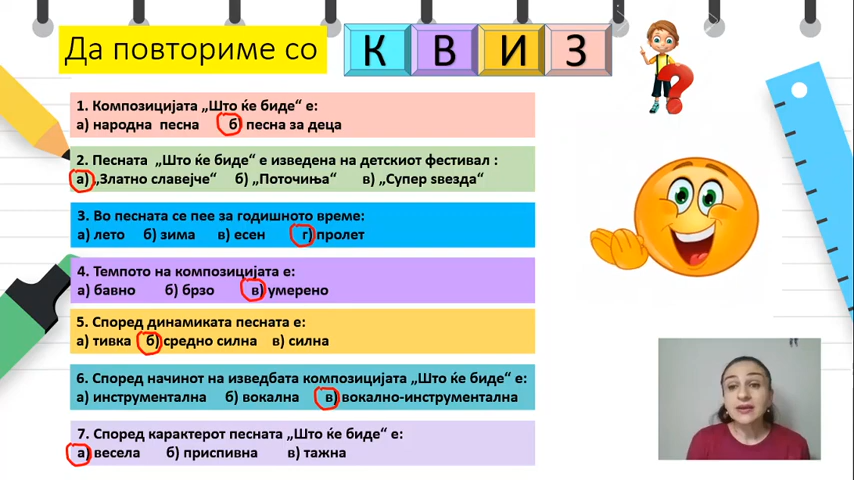 Да повториме со КВИЗ
1. Композицијата „Што ќе биде“ е:
а) народна песна б) песна за деца
2. Песната „Што ќе биде“ е изведена на детскиот фестивал :
а) „Златно славејче“ б) „Поточиња“ в) „Супер ѕвезда“
3. Во песната се пее за годишното време:
а) лето б) зима в) есен г) пролет
4. Темпото на композицијата е:
а) бавно б) брзо в) умерено
5. Според динамиката песната е:
а) тивка б) средно силна в) силна
6. Според начинот на изведбата композицијата „Што ќе биде“ е:
а) инструментална б) вокална в) вокално-инструментална
7. Според карактерот песната „Што ќе биде“ е:
а) весела б) приспивна в) тажна